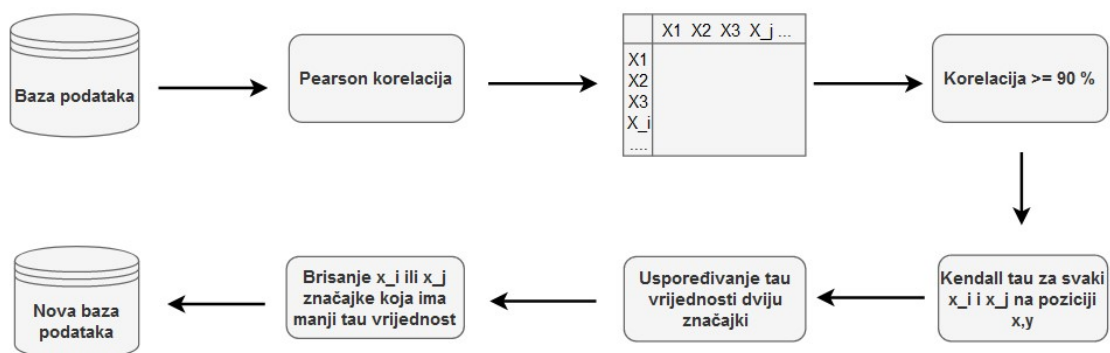 Baza podataka
Pearson korelacija
X1 X2 X3 X_j ...
X1
X2
X3
X_i
....
Korelacija >= 90 %
Kendall tau za svaki
x_i i x_j na poziciji
x,y
Uspoređivanje tau
vrijednosti dviju
značajki
Brisanje x_i ili x_j
značajke koja ima
manji tau vrijednost
Nova baza
podataka